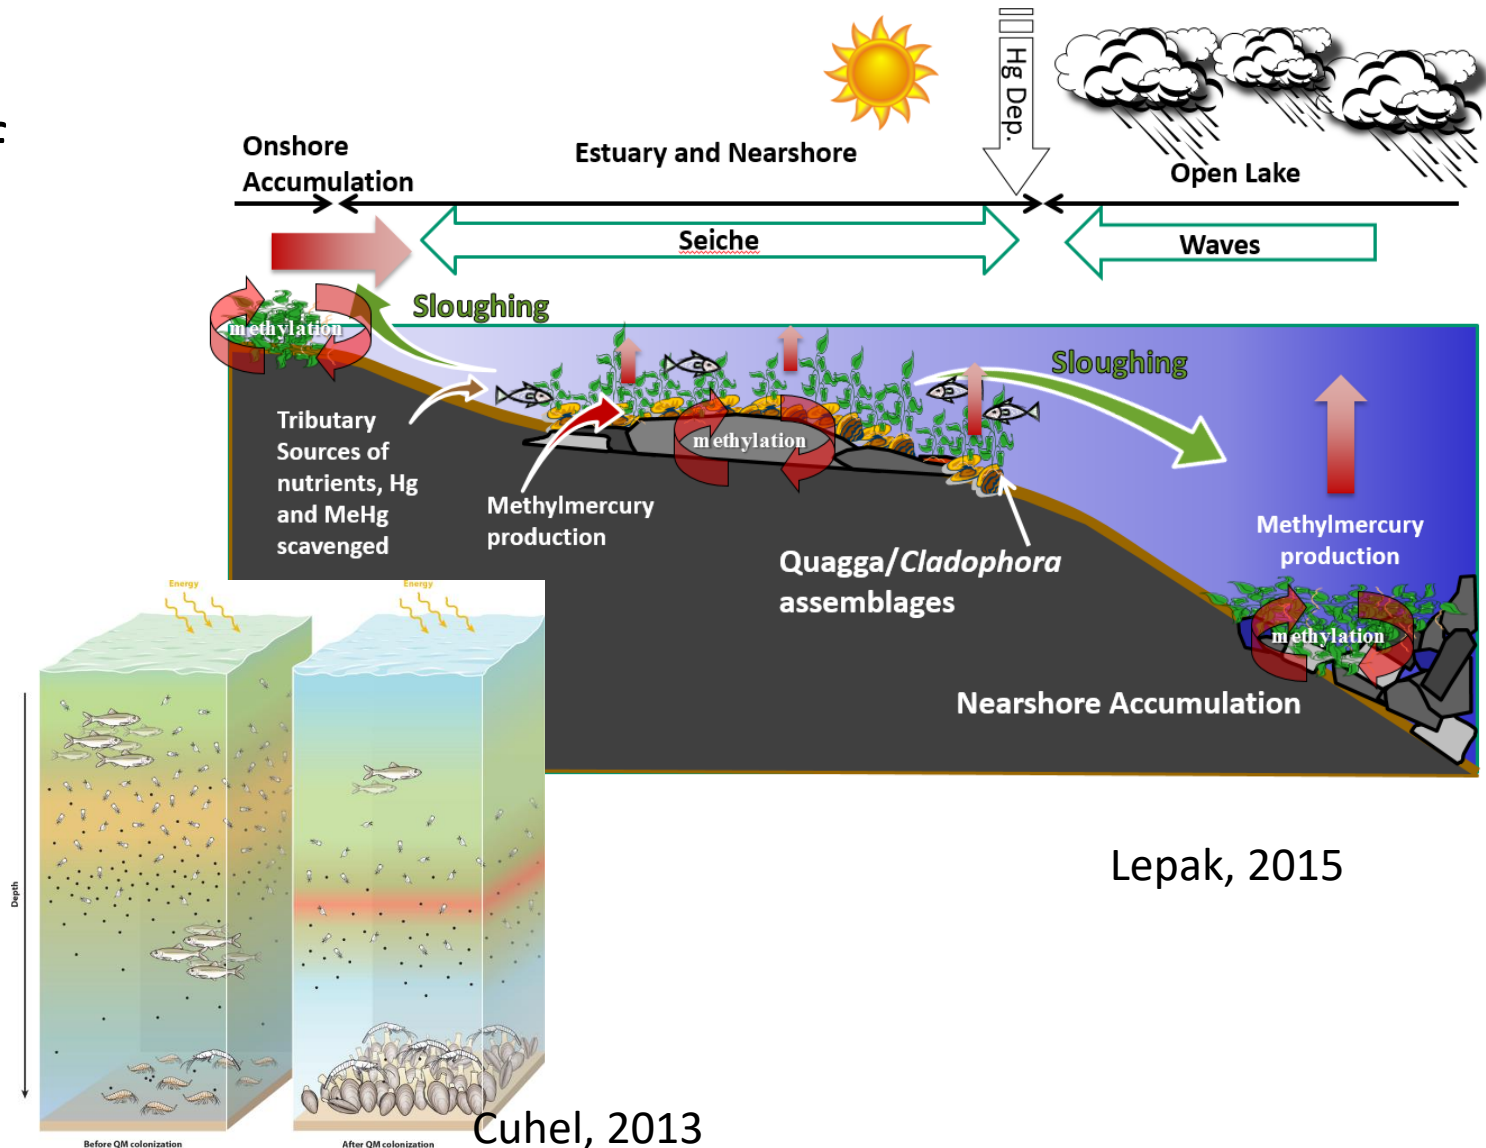 Hg Dep.
Onshore
Accumulation
Estuary and Nearshore
Open Lake
Seiche
Waves
Sloughing
methylation
Sloughing
Tributary
Sources of
nutrients, Hg
and MeHg
scavenged
methylation
Methylmercury
production
Quagga/Cladophora
assemblages
Methylmercury
production
methylation
Nearshore Accumulation
Energy
Energy
Depth
Before QM colonization
After QM colonization
Lepak, 2015
Cuhel, 2013